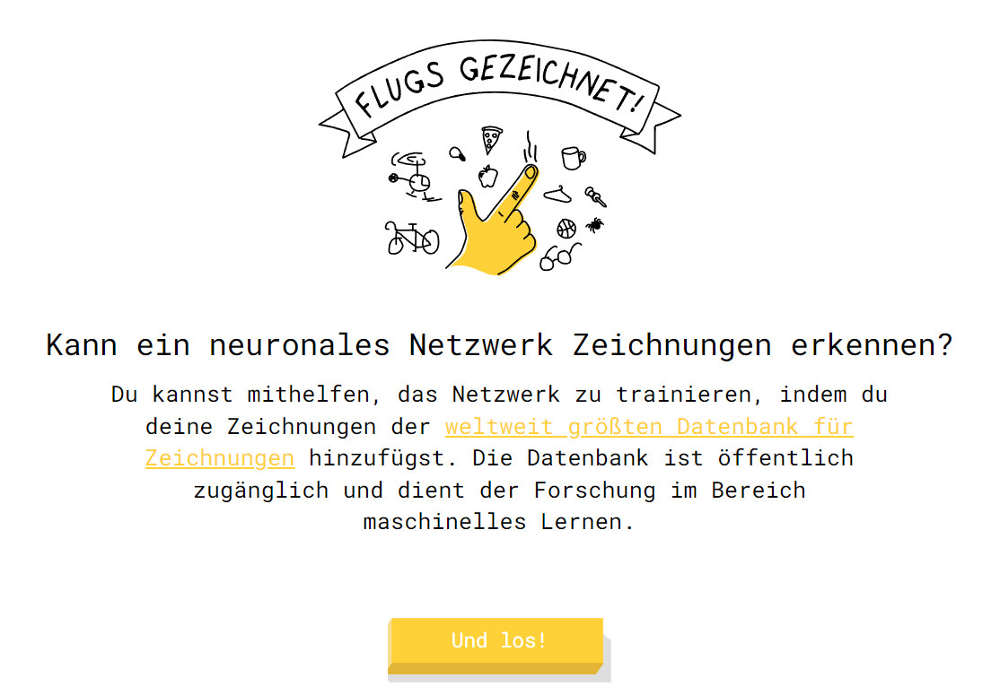 FLUGS GEZEICHNET!
Kann ein neuronales Netzwerk Zeichnungen erkennen?
Du kannst mithelfen, das Netzwerk zu trainieren, indem du
deine Zeichnungen der weltweit größten Datenbank für
Zeichnungen hinzufügst. Die Datenbank ist öffentlich
zugänglich und dient der Forschung im Bereich
maschinelles Lernen.
Und los!